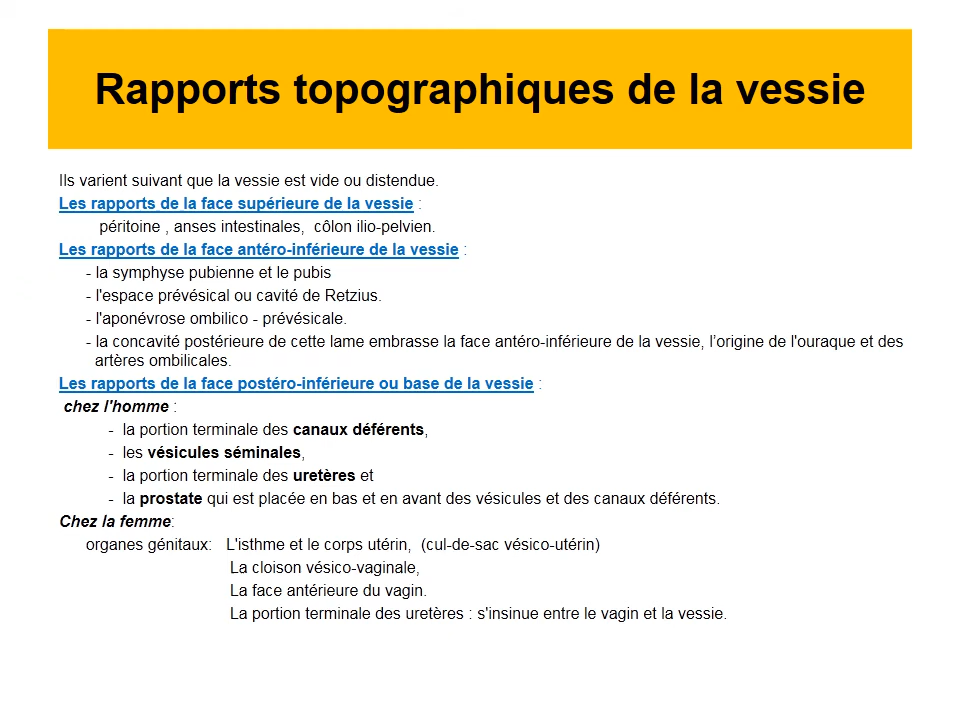 Rapports topographiques de la vessie
Ils varient suivant que la vessie est vide ou distendue.
Les rapports de la face supérieure de la vessie :
péritoine , anses intestinales, côlon ilio-pelvien.
Les rapports de la face antéro-inférieure de la vessie :
- la symphyse pubienne et le pubis
- l'espace prévésical ou cavité de Retzius.
- l'aponévrose ombilico - prévésicale.
- la concavité postérieure de cette lame embrasse la face antéro-inférieure de la vessie, l’origine de l'ouraque et des
artères ombilicales.
Les rapports de la face postéro-inférieure ou base de la vessie :
chez l'homme :
- la portion terminale des canaux déférents,
- les vésicules séminales,
- la portion terminale des uretères et
- la prostate qui est placée en bas et en avant des vésicules et des canaux déférents.
Chez la femme:
organes génitaux: L'isthme et le corps utérin, (cul-de-sac vésico-utérin)
La cloison vésico-vaginale,
La face antérieure du vagin.
La portion terminale des uretères : s'insinue entre le vagin et la vessie.